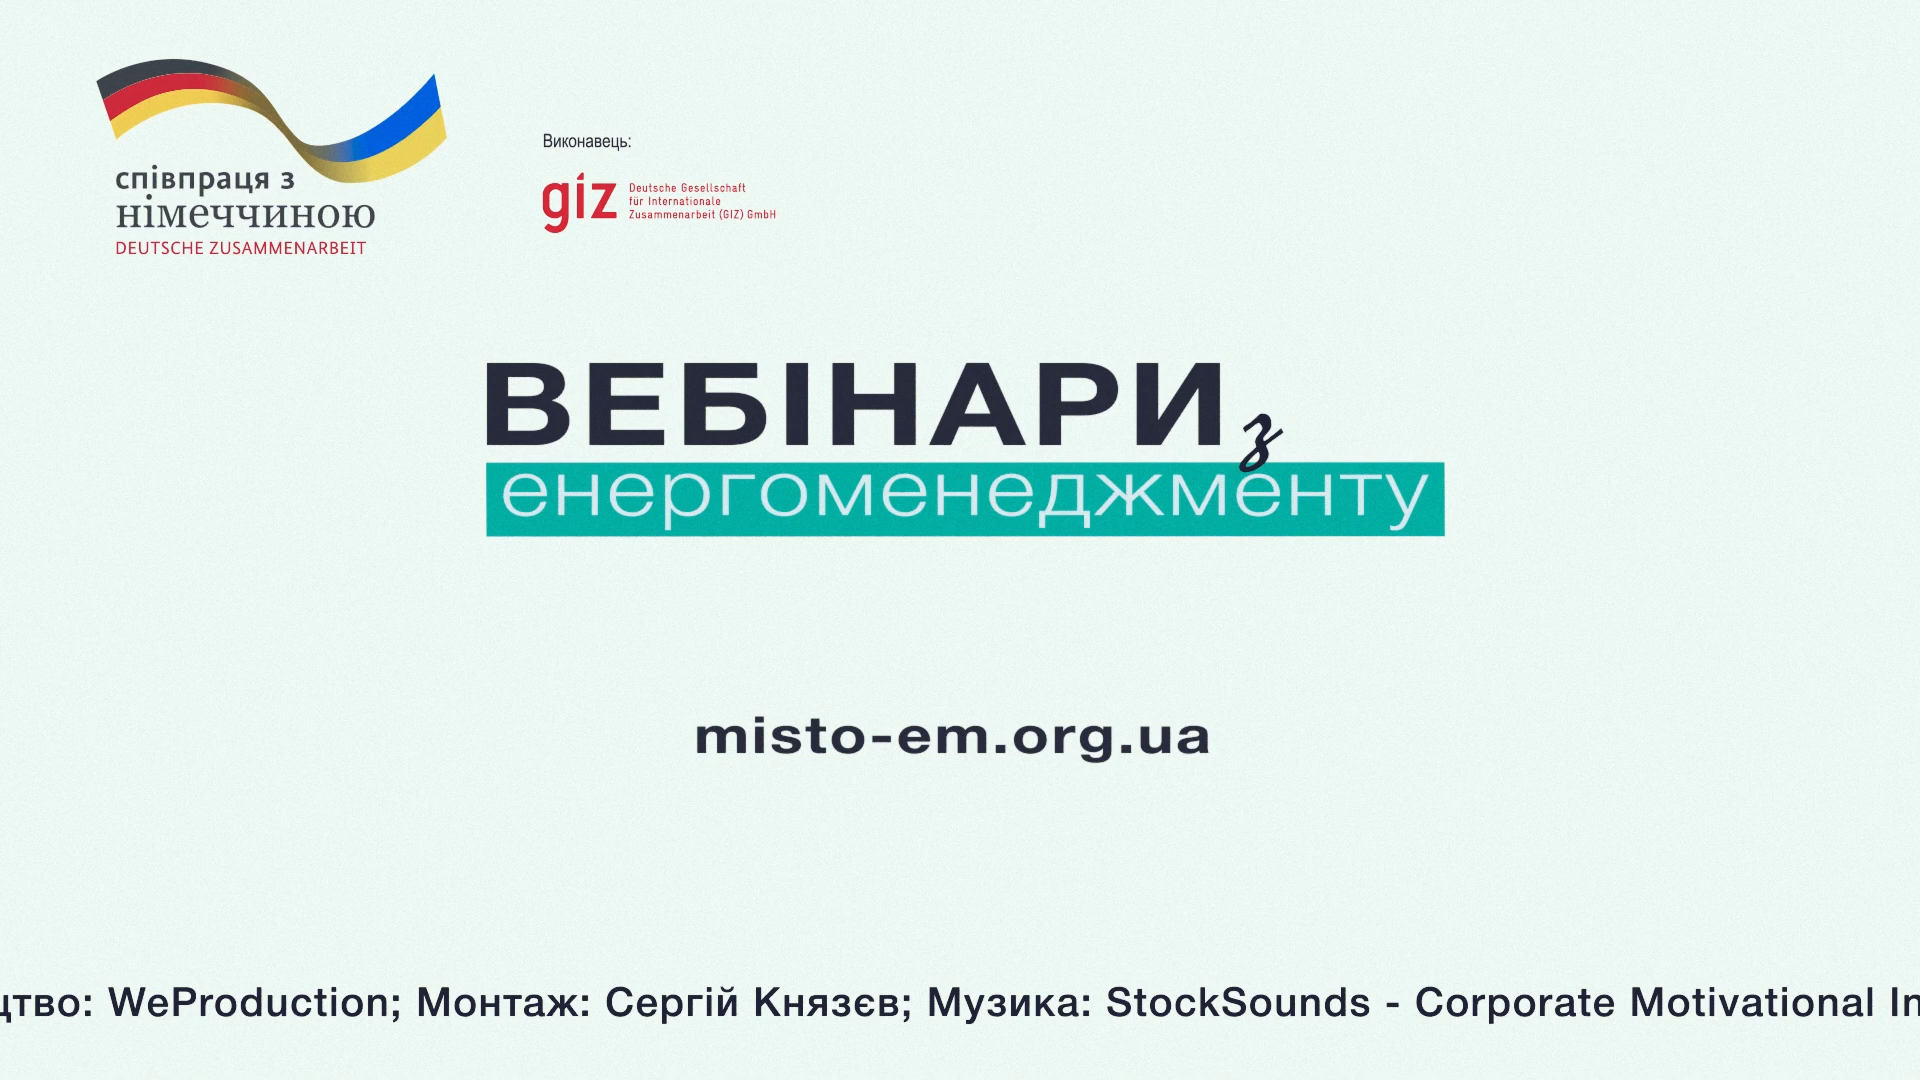 співпраця з
німеччиною
DEUTSCHE ZUSAMMENARBEIT
Виконавець:
giz
Deutsche Gesellschaft
für Internationale
Zusammenarbeit (GIZ) GmbH
ВЕБІНАРИ з
енергоменеджменту
misto-em.org.ua
цтво: WeProduction; Монтаж: Сергій Князєв; Музика: StockSounds - Corporate Motivational In